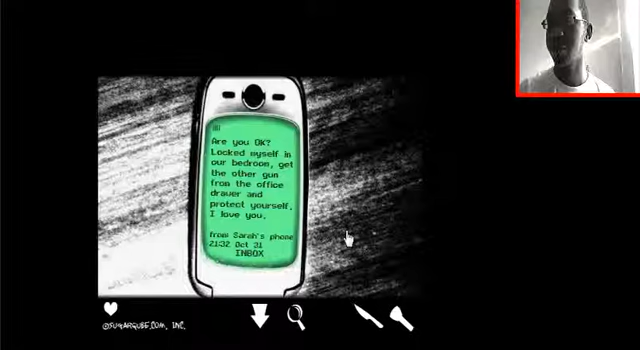 Are you OK?
Locked myself in
our bedroom, get
the other gun
from the office
drawer and
protect yourself.
I love you.
from Sarah's phone
21:32 Oct 31
INBOX
©SUGARQUBE.COM, INC.